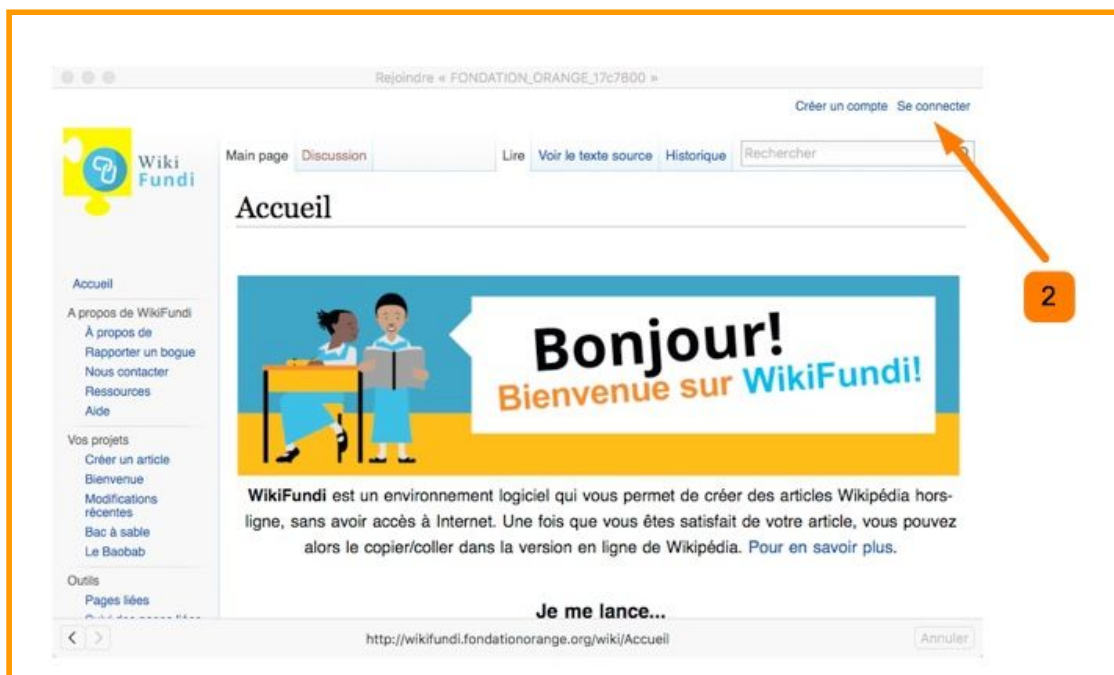 Rejoindre « FONDATION_ORANGE_17c7800 »
Créer un compte Se connecter
Wiki
Fundi
Main page Discussion Lire Voir le texte source Historique Rechercher
Accueil
2
Accueil
A propos de WikiFundi
À propos de
Rapporter un bogue
Nous contacter
Ressources
Aide
Vos projets
Créer un article
Bienvenue
Modifications
récentes
Bac à sable
Le Baobab
Outils
Pages liées
Bonjour!
Bienvenue sur WikiFundi!
WikiFundi est un environnement logiciel qui vous permet de créer des articles Wikipédia hors-
ligne, sans avoir accès à Internet. Une fois que vous êtes satisfait de votre article, vous pouvez
alors le copier/coller dans la version en ligne de Wikipédia. Pour en savoir plus.
Je me lance...
http://wikifundi.fondationorange.org/wiki/Accueil
Annuler